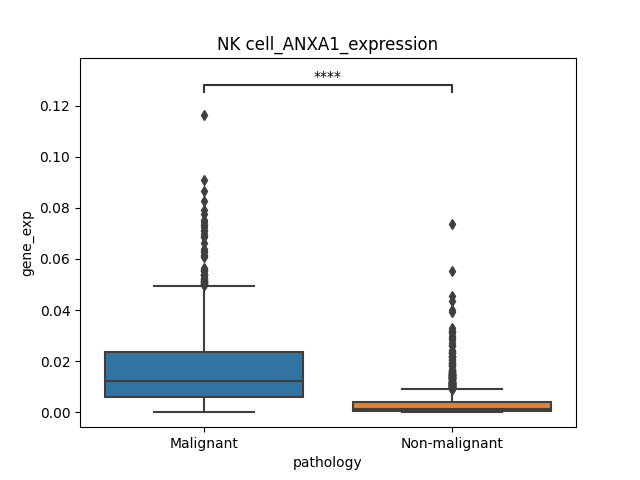 NK cell_ANXA1_expression
****
0.12
0.10
0.08
0.06
0.04
0.02
0.00
gene_exp
Malignant
Non-malignant
pathology